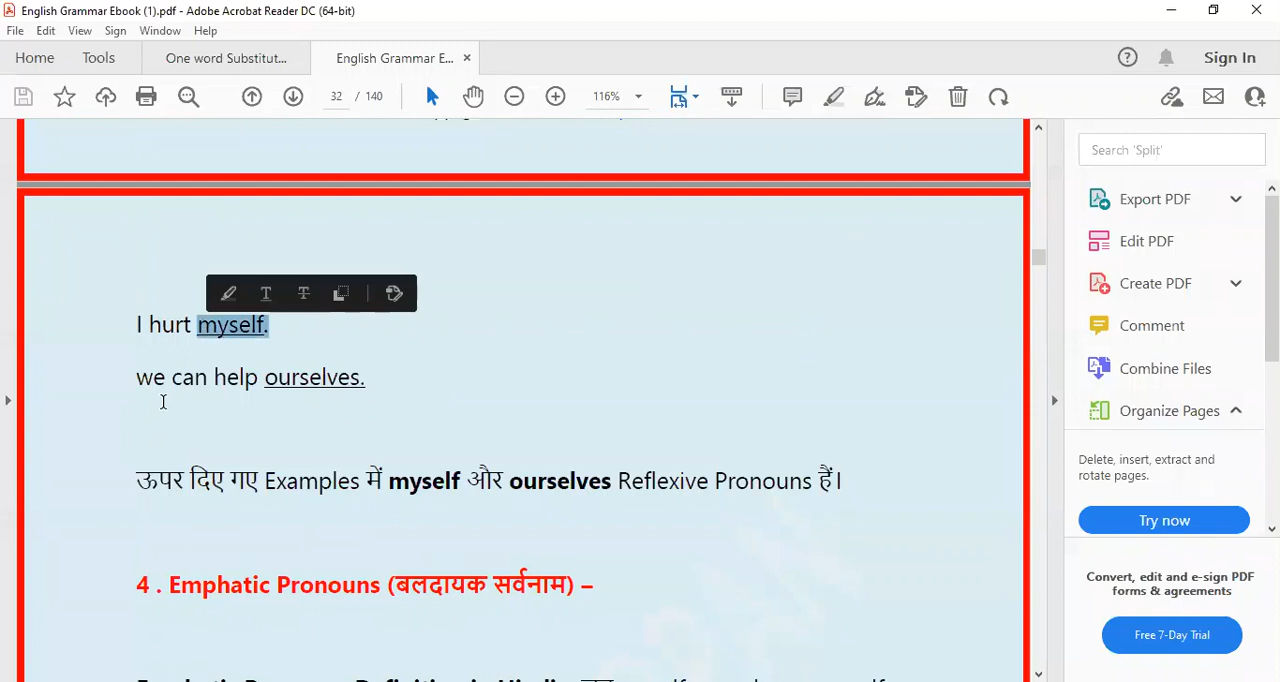 English Grammar Ebook (1).pdf - Adobe Acrobat Reader DC (64-bit)
File Edit View Sign Window Help
Home Tools One word Substitut... English Grammar E... × Sign In
32 / 140 116%
Search 'Split'
Export PDF
Edit PDF
Create PDF
I hurt myself.
Comment
we can help ourselves.
Combine Files
Organize Pages
Delete, insert, extract and
rotate pages.
ऊपर दिए गए Examples में myself और ourselves Reflexive Pronouns हैं।
Try now
4 . Emphatic Pronouns (बलदायक सर्वनाम) –
Convert, edit and e-sign PDF
forms & agreements
Free 7-Day Trial